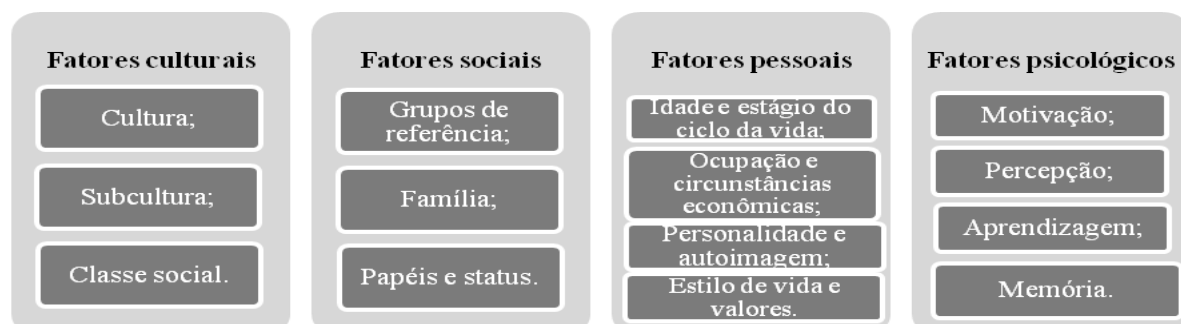 Fatores culturais
Cultura;
Subcultura;
Classe social.
Fatores sociais
Grupos de
referência;
Família;
Papéis e status.
Fatores pessoais
Idade e estágio do
ciclo da vida;
Ocupação e
circunstâncias
econômicas;
Personalidade e
autoimagem;
Estilo de vida e
valores.
Fatores psicológicos
Motivação;
Percepção;
Aprendizagem;
Memória.